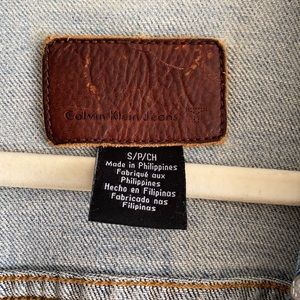 Calvin Klein Jeans
S/P/CH
Made in Philippines
Fabriqué aux
Philippines
Hecho en Filipinas
Fabricado nas
Filipinas